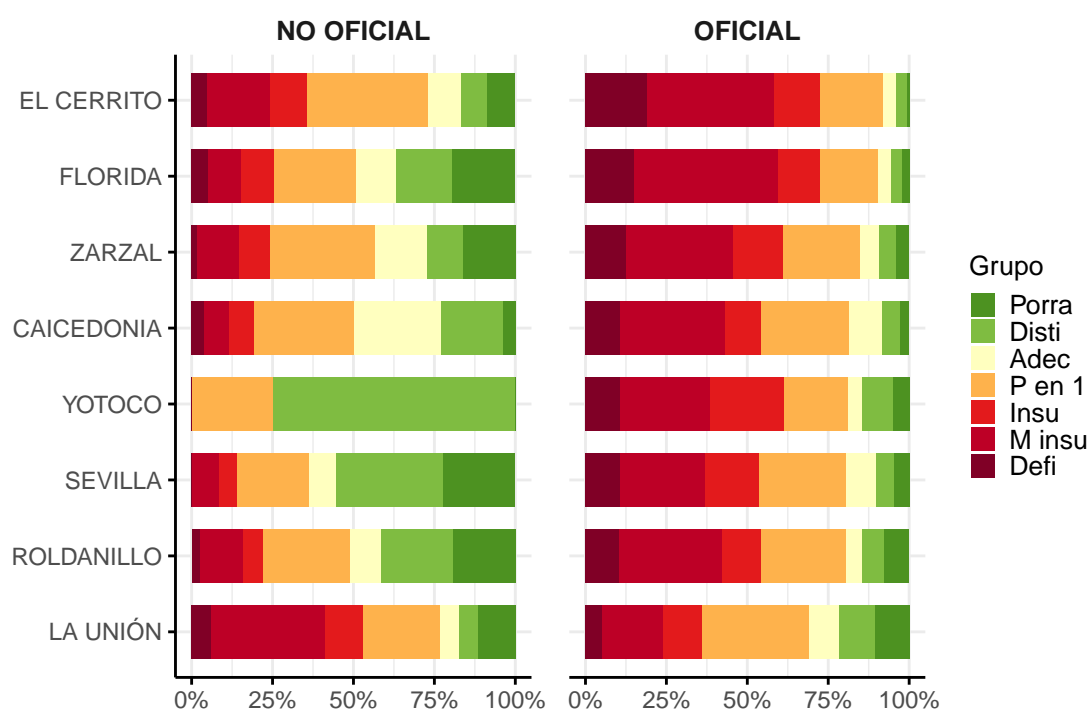 NO OFICIAL
OFICIAL
EL CERRITO
FLORIDA
ZARZAL
CAICEDONIA
YOTOCO
SEVILLA
ROLDANILLO
LA UNIÓN
0% 25% 50% 75% 100%
0% 25% 50% 75% 100%
Grupo
Porra
Disti
Adec
P en 1
Insu
M insu
Defi